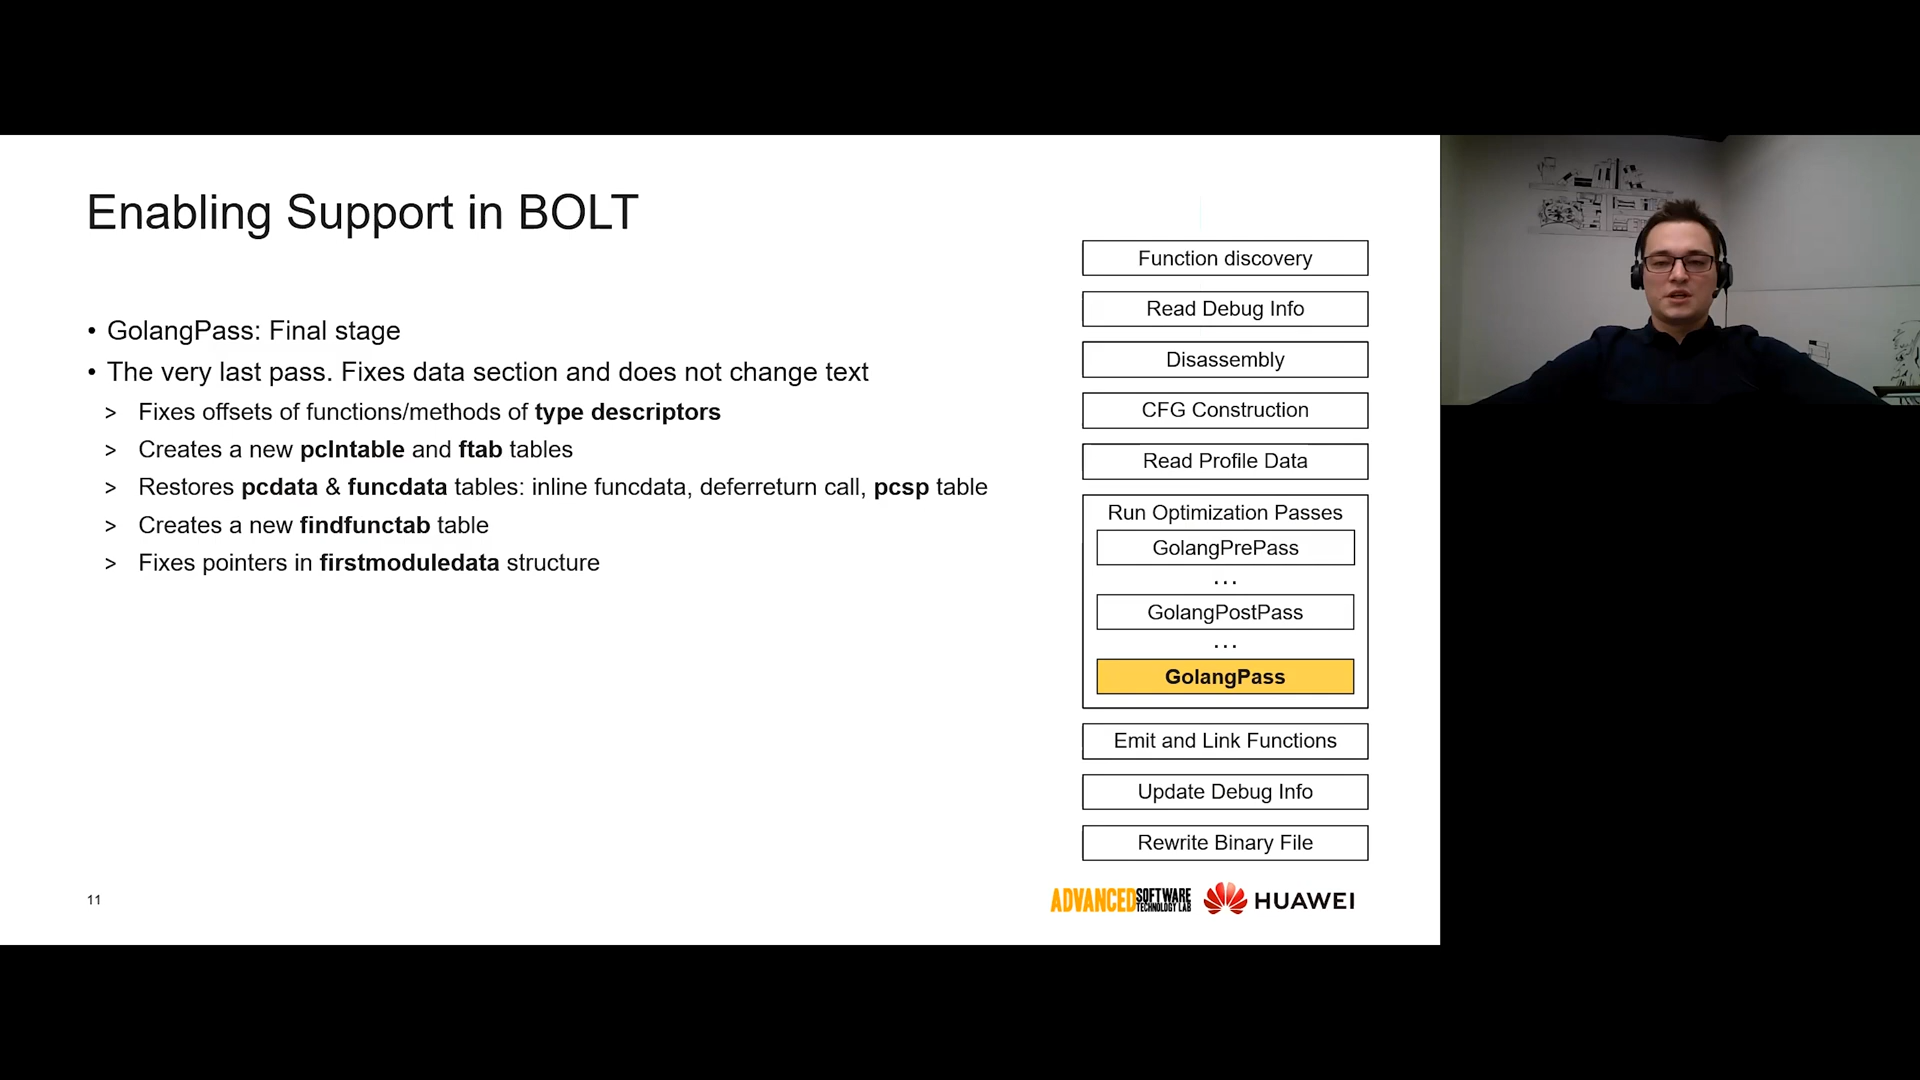 Enabling Support in BOLT
• GolangPass: Final stage
• The very last pass. Fixes data section and does not change text
> Fixes offsets of functions/methods of type descriptors
> Creates a new pclntable and ftab tables
> Restores pcdata & funcdata tables: inline funcdata, deferreturn call, pcsp table
> Creates a new findfunctab table
> Fixes pointers in firstmoduledata structure
Function discovery
Read Debug Info
Disassembly
CFG Construction
Read Profile Data
Run Optimization Passes
GolangPrePass
...
GolangPostPass
...
GolangPass
Emit and Link Functions
Update Debug Info
Rewrite Binary File
11
ADVANCED SOFTWARE TECHNOLOGY LAB
HUAWEI